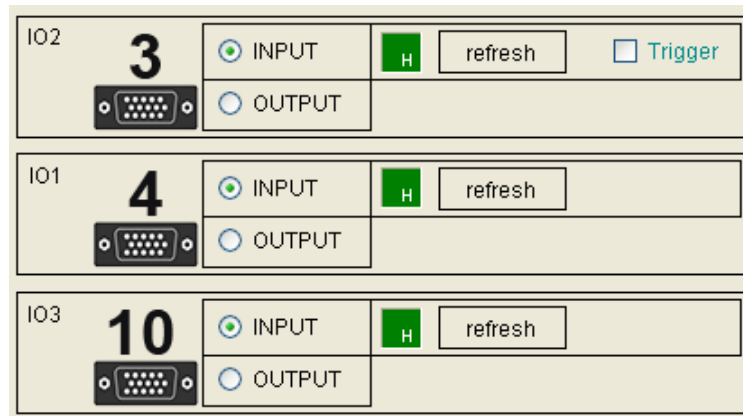 IO2 3 INPUT H refresh Trigger
OUTPUT
IO1 4 INPUT H refresh
OUTPUT
IO3 10 INPUT H refresh
OUTPUT